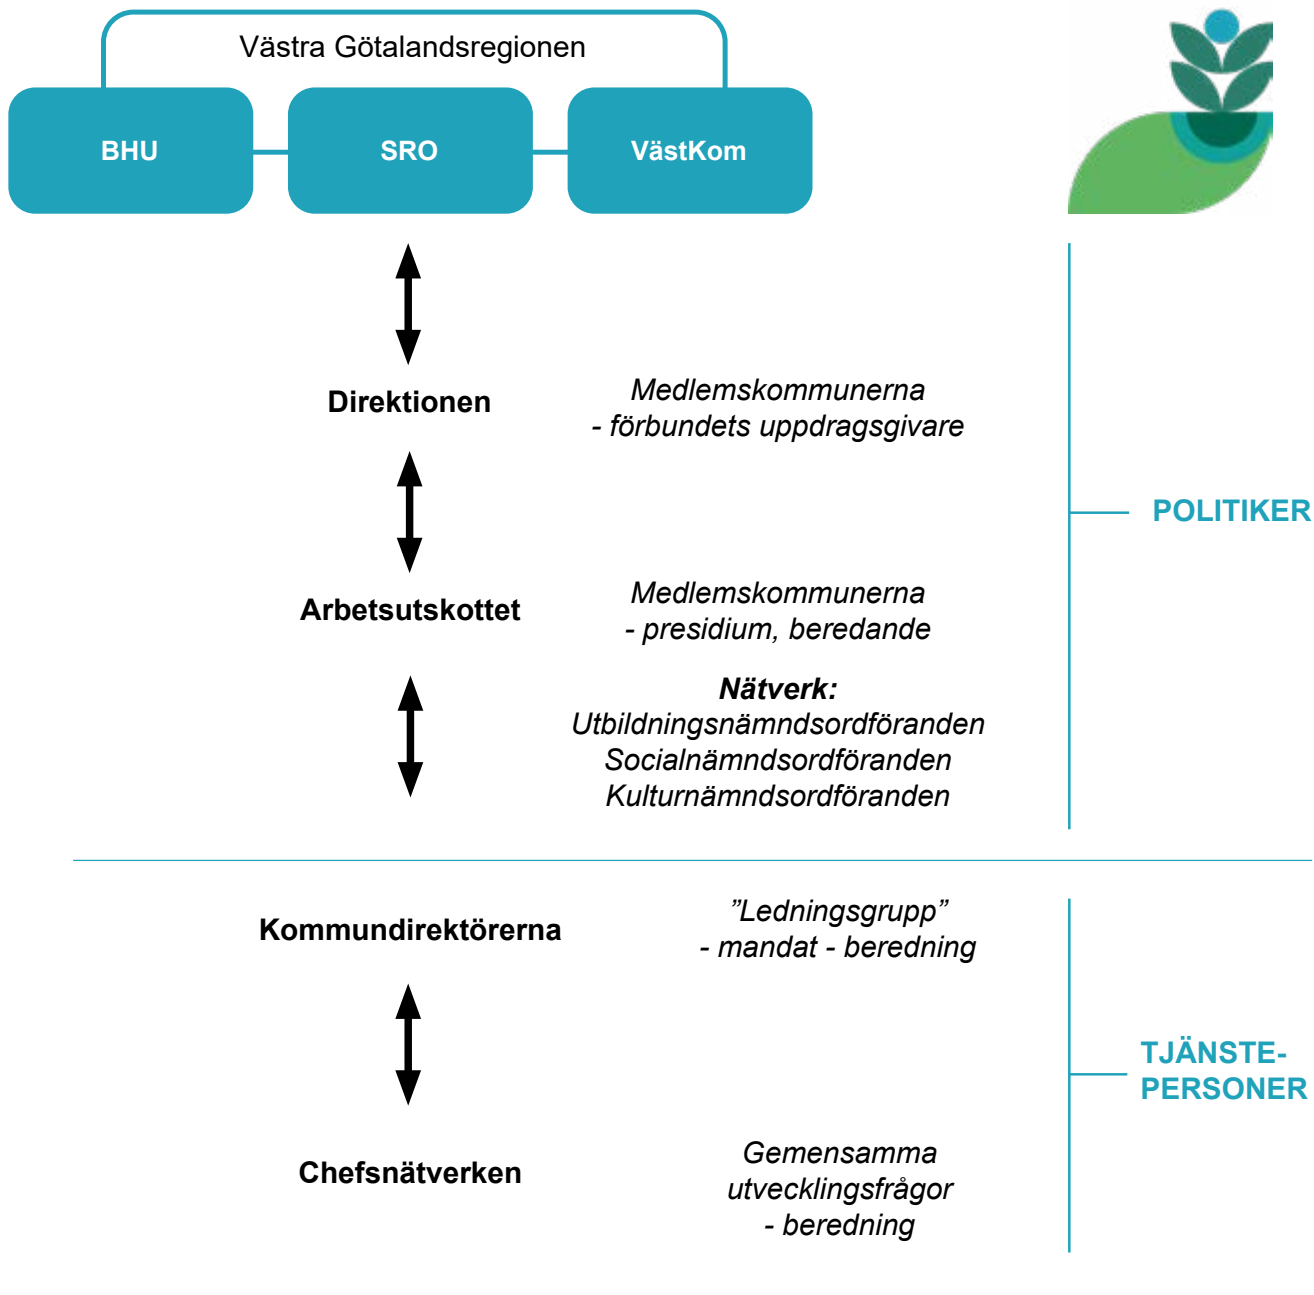 Västra Götalandsregionen
BHU
SRO
VästKom
Direktionen
Medlemskommunerna
- förbundets uppdragsgivare
POLITIKER
Arbetsutskottet
Medlemskommunerna
- presidium, beredande
Nätverk:
Utbildningsnämndsordföranden
Socialnämndsordföranden
Kulturnämndsordföranden
Kommundirektörerna
”Ledningsgrupp”
- mandat - beredning
TJÄNSTE-
PERSONER
Chefsnätverken
Gemensamma
utvecklingsfrågor
- beredning